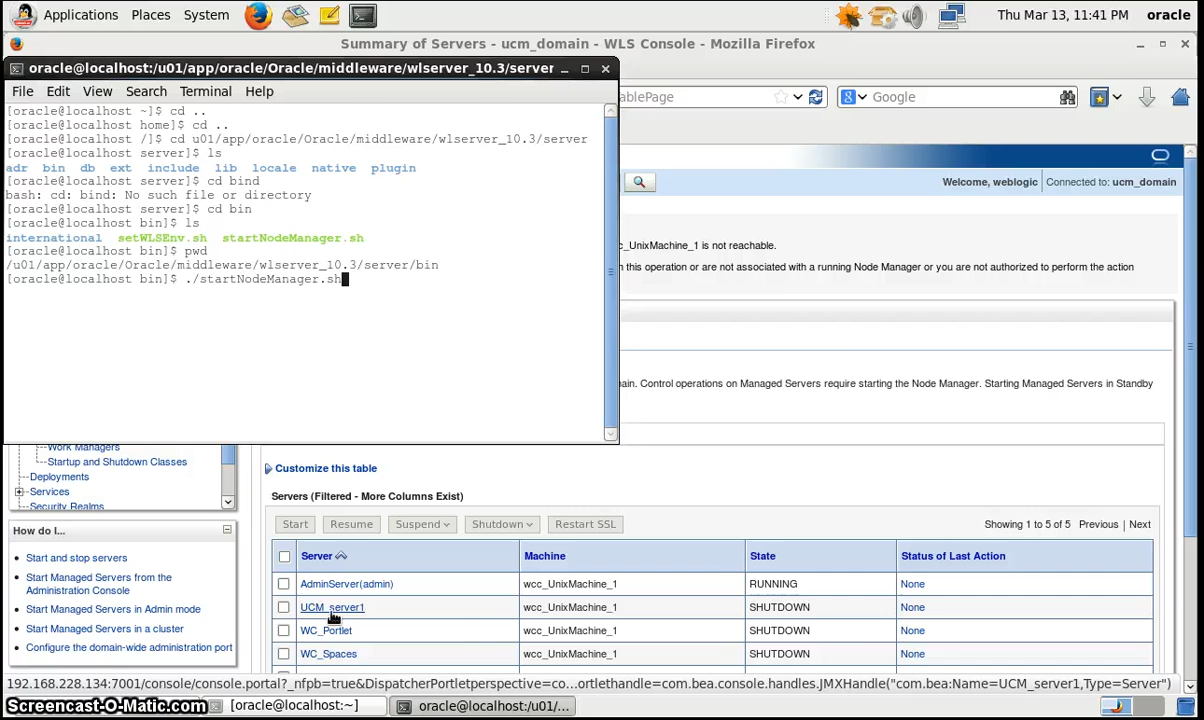 Applications Places System Thu Mar 13, 11:41 PM oracle
Summary of Servers - ucm_domain - WLS Console - Mozilla Firefox
oracle@localhost:/u01/app/oracle/Oracle/middleware/wlserver_10.3/server
File Edit View Search Terminal Help
ablePage
Google
[oracle@localhost ~]$ cd ..
[oracle@localhost home]$ cd ..
[oracle@localhost /]$ cd u01/app/oracle/Oracle/middleware/wlserver_10.3/server
[oracle@localhost server]$ ls
adr bin db ext include lib locale native plugin
[oracle@localhost server]$ cd bind
bash: cd: bind: No such file or directory
[oracle@localhost server]$ cd bin
[oracle@localhost bin]$ ls
international setWLSEnv.sh startNodeManager.sh
[oracle@localhost bin]$ pwd
/u01/app/oracle/Oracle/middleware/wlserver_10.3/server/bin
[oracle@localhost bin]$ ./startNodeManager.sh
Welcome, weblogic Connected to: ucm_domain
c_UnixMachine_1 is not reachable.
this operation or are not associated with a running Node Manager or you are not authorized to perform the action
ain. Control operations on Managed Servers require starting the Node Manager. Starting Managed Servers in Standby
Work Managers
Startup and Shutdown Classes
Deployments
Services
Security Realms
How do I...
Start and stop servers
Start Managed Servers from the
Administration Console
Start Managed Servers in Admin mode
Start Managed Servers in a cluster
Configure the domain-wide administration port
Customize this table
Servers (Filtered - More Columns Exist)
Start Resume Suspend Shutdown Restart SSL Showing 1 to 5 of 5 Previous Next
Server Machine State Status of Last Action
AdminServer(admin) wcc_UnixMachine_1 RUNNING None
UCM_server1 wcc_UnixMachine_1 SHUTDOWN None
WC_Portlet wcc_UnixMachine_1 SHUTDOWN None
WC_Spaces wcc_UnixMachine_1 SHUTDOWN None
192.168.228.134:7001/console/console.portal?_nfpb=true&DispatcherPortletperspective=co...ortlethandle=com.bea.console.handles.JMXHandle("com.bea:Name=UCM_server1,Type=Server")
Screencast-O-Matic.com [oracle@localhost:~] oracle@localhost:/u01/...